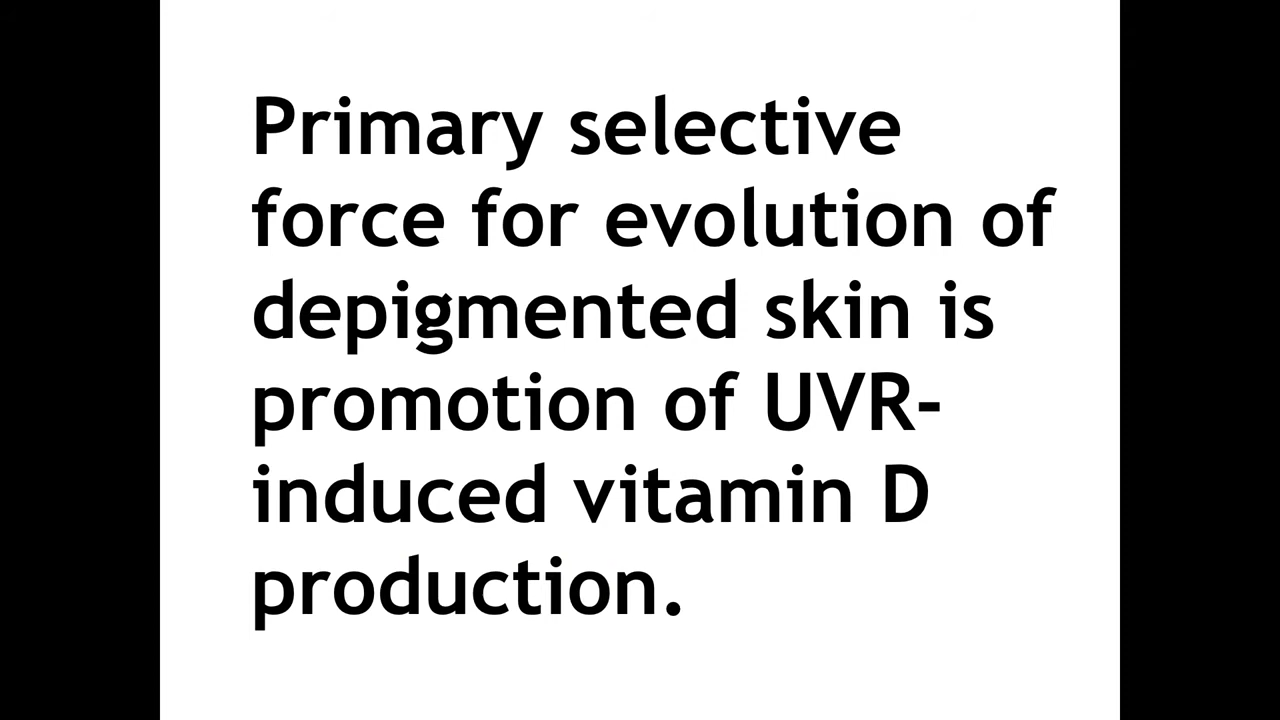 Primary selective
force for evolution of
depigmented skin is
promotion of UVR-
induced vitamin D
production.